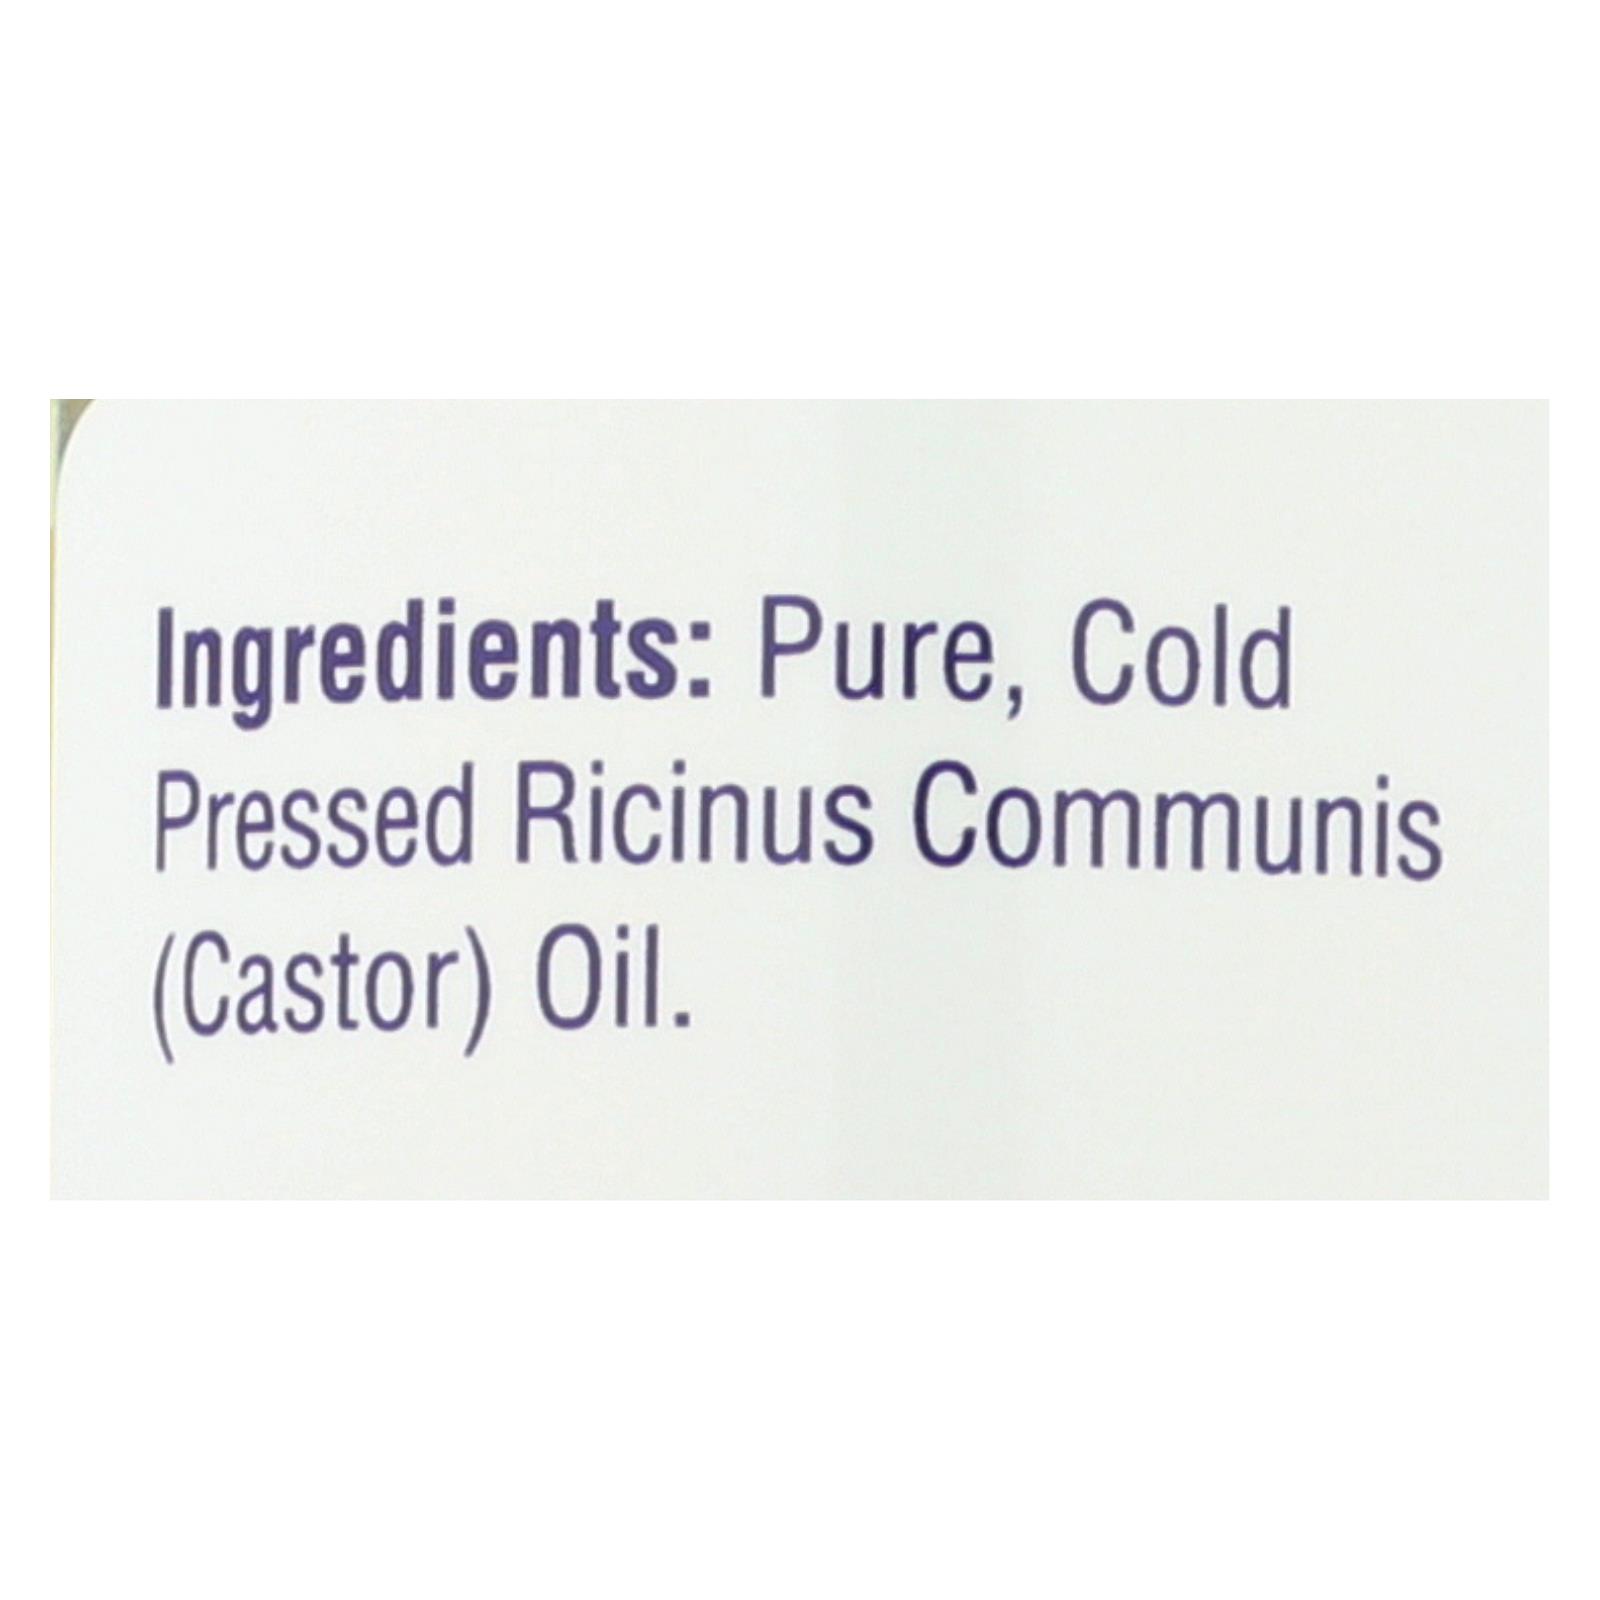 Ingredients: Pure, Cold
Pressed Ricinus Communis
(Castor) Oil.